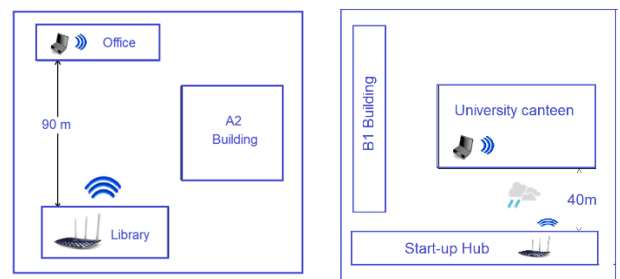 Office
90 m
A2
Building
Library
B1 Building
University canteen
40m
Start-up Hub